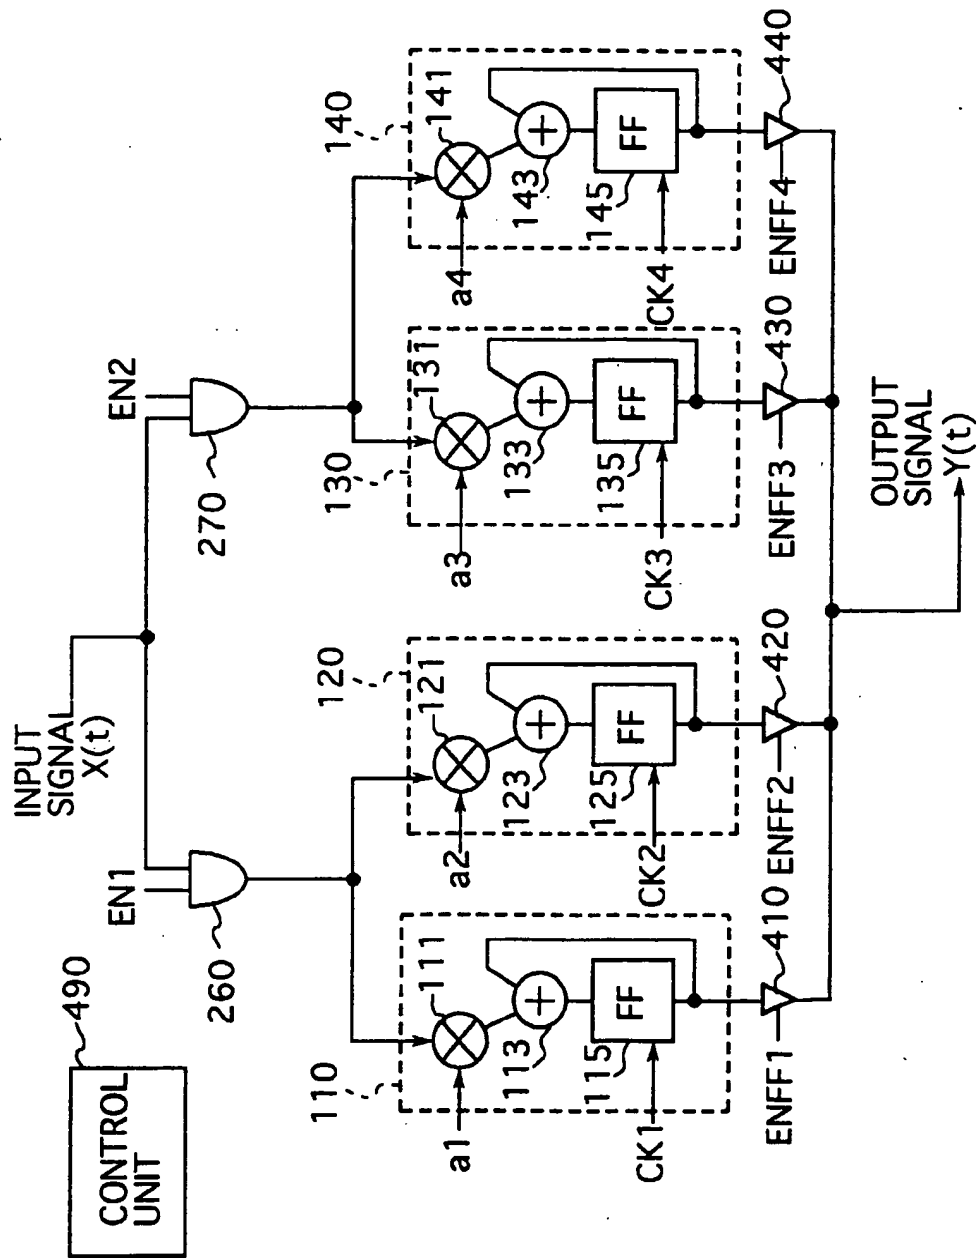 490
CONTROL
UNIT
INPUT
SIGNAL
X(t)
EN1
260
EN2
270
110
a1
111
113
FF
115
CK1
120
a2
121
123
FF
125
CK2
130
a3
131
133
FF
135
CK3
140
a4
141
143
FF
145
CK4
410
ENFF1
420
ENFF2
430
ENFF3
440
ENFF4
OUTPUT
SIGNAL
Y(t)